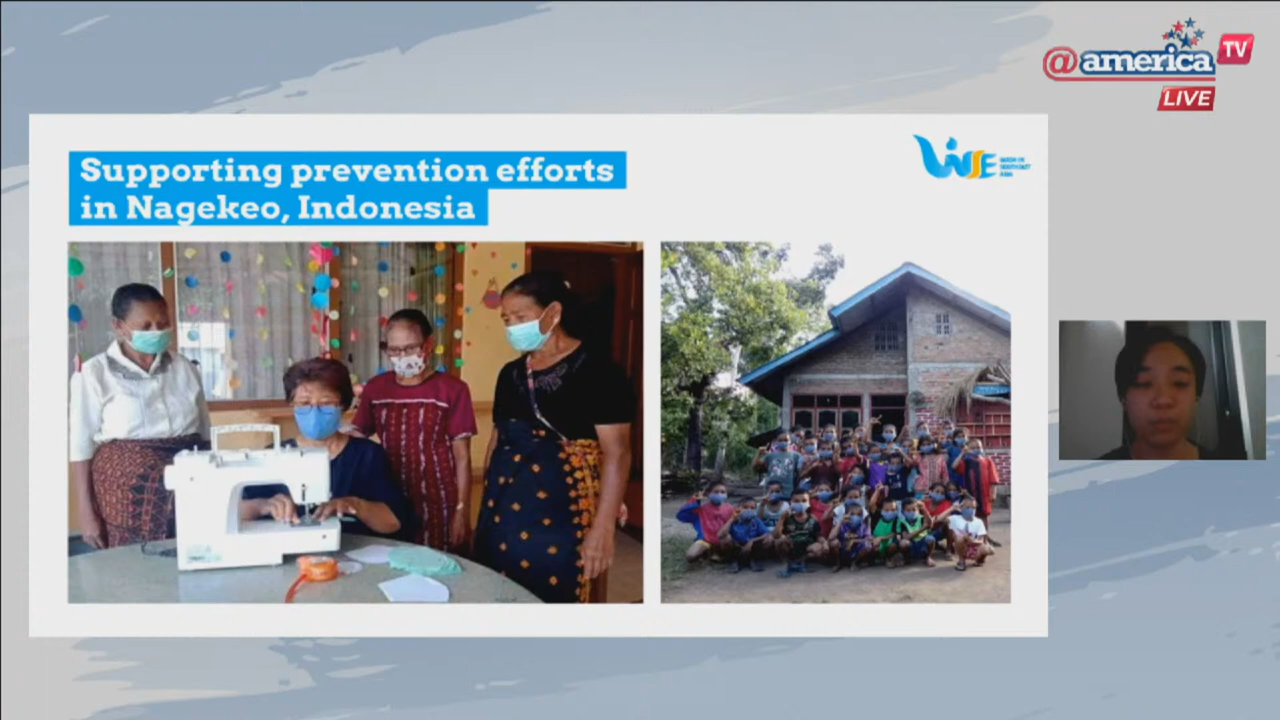 @america
TV
LIVE
Supporting prevention efforts
in Nagekeo, Indonesia
WISE